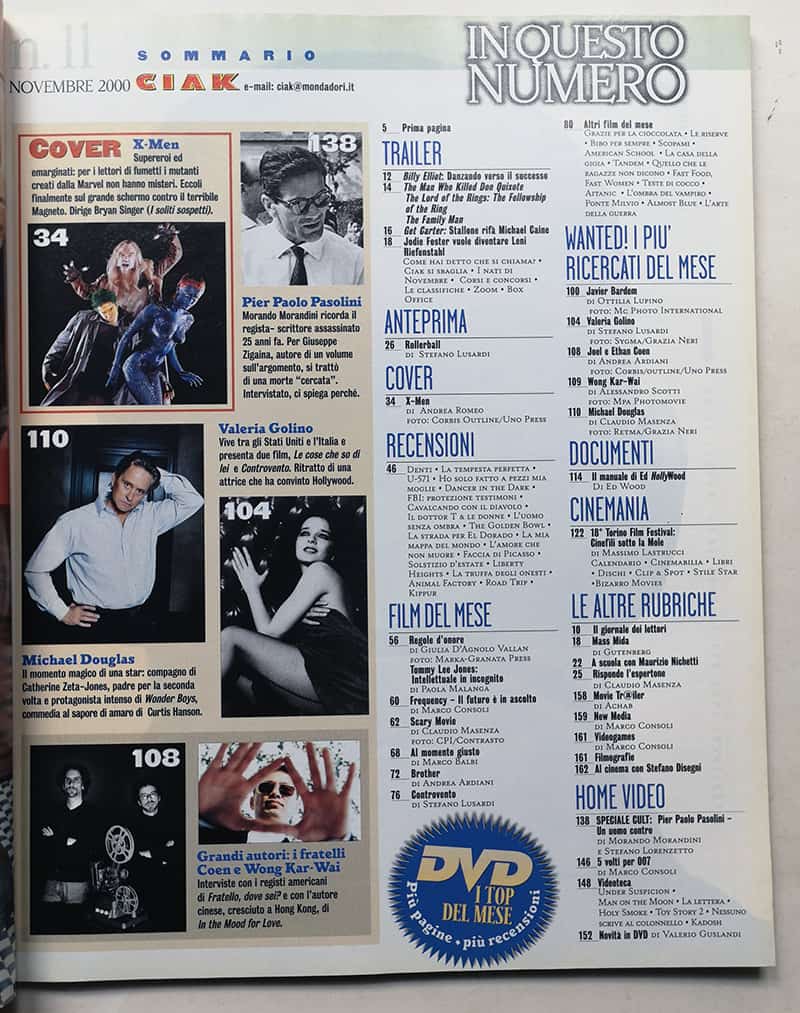 n. 11
SOMMARIO
NOVEMBRE 2000 CIAK e-mail: ciak@mondadori.it
IN QUESTO
NUMERO
COVER X-Men
Supereroi ed
emarginati: per i lettori di fumetti i mutanti
creati dalla Marvel non hanno misteri. Eccoli
finalmente sul grande schermo contro il terribile
Magneto. Dirige Bryan Singer (I soliti sospetti).
34
138
Pier Paolo Pasolini
Morando Morandini ricorda il
regista- scrittore assassinato
25 anni fa. Per Giuseppe
Zigaina, autore di un volume
sull'argomento, si trattò
di una morte "cercata".
Intervistato, ci spiega perché.
110
Valeria Golino
Vive tra gli Stati Uniti e l'Italia e
presenta due film, Le cose che so di
lei e Controvento. Ritratto di una
attrice che ha convinto Hollywood.
104
Michael Douglas
Il momento magico di una star: compagno di
Catherine Zeta-Jones, padre per la seconda
volta e protagonista intenso di Wonder Boys,
commedia al sapore di amaro di Curtis Hanson.
108
Grandi autori: i fratelli
Coen e Wong Kar-Wai
Interviste con i registi americani
di Fratello, dove sei? e con l'autore
cinese, cresciuto a Hong Kong, di
In the Mood for Love.
5 Prima pagina
TRAILER
12 Billy Elliot: Danzando verso il successo
14 The Man Who Killed Don Quixote
The Lord of the Rings: The Fellowship
of the Ring
The Family Man
16 Get Carter: Stallone rifà Michael Caine
18 Jodie Foster vuole diventare Leni
Riefenstahl
Come hai detto che si chiama? •
Ciak si sbaglia • I nati di
Novembre • Corsi e concorsi •
Le classifiche • Zoom • Box
Office
ANTEPRIMA
26 Rollerball
di Stefano Lusardi
COVER
34 X-Men
di Andrea Romeo
foto: Corbis Outline/Uno Press
RECENSIONI
46 Denti • La tempesta perfetta •
U-571 • Ho solo fatto a pezzi mia
moglie • Dancer in the Dark •
FBI: protezione testimoni •
Cavalcando con il diavolo •
Il dottor T & le donne • L'uomo
senza ombra • The Golden Bowl •
La strada per El Dorado • La mia
mappa del mondo • L'amore che
non muore • Faccia di Picasso •
Solstizio d'estate • Liberty
Heights • La truffa degli onesti •
Animal Factory • Road Trip •
Kippur
FILM DEL MESE
56 Regole d'onore
di Giulia D'Agnolo Vallan
foto: Marka-Granata Press
Tommy Lee Jones:
Intellettuale in incognito
di Paola Malanga
60 Frequency – Il futuro è in ascolto
di Marco Consoli
62 Scary Movie
di Claudio Masenza
foto: CPI/Contrasto
68 Al momento giusto
di Marco Balbi
72 Brother
di Andrea Ardiani
76 Controvento
di Stefano Lusardi
DVD
I TOP
DEL MESE
Più pagine • più recensioni
80 Altri film del mese
Grazie per la cioccolata • Le riserve
• Bibo per sempre • Scopami •
American School • La casa della
gioia • Tandem • Quello che le
ragazze non dicono • Fast Food,
Fast Women • Teste di cocco •
Aitanic • L'ombra del vampiro •
Ponte Milvio • Almost Blue • L'arte
della guerra
WANTED! I PIU'
RICERCATI DEL MESE
100 Javier Bardem
di Ottilia Lupino
foto: Mc Photo International
104 Valeria Golino
di Stefano Lusardi
foto: Sygma/Grazia Neri
108 Joel e Ethan Coen
di Andrea Ardiani
foto: Corbis/outline/Uno Press
109 Wong Kar-Wai
di Alessandro Scotti
foto: MPA Photomovie
110 Michael Douglas
di Claudio Masenza
foto: Retma/Grazia Neri
DOCUMENTI
114 Il manuale di Ed HollyWood
Di Ed Wood
CINEMANIA
122 18° Torino Film Festival:
Cinefili sotto la Mole
di Massimo Lastrucci
Calendario • Cinemabilia • Libri
• Dischi • Clip & Spot • Stile Star
• Bizarro Movies
LE ALTRE RUBRICHE
10 Il giornale dei lettori
18 Mass Mida
di Gutenberg
22 A scuola con Maurizio Nichetti
25 Risponde l'espertone
di Claudio Masenza
158 Movie Tr@iler
di Achab
159 New Media
di Marco Consoli
161 Videogames
di Marco Consoli
161 Filmografie
162 Al cinema con Stefano Disegni
HOME VIDEO
138 SPECIALE CULT: Pier Paolo Pasolini –
Un uomo contro
di Morando Morandini
e Stefano Lorenzetto
146 5 volti per 007
di Marco Consoli
148 Videoteca
Under Suspicion •
Man on the Moon • La lettera •
Holy Smoke • Toy Story 2 • Nessuno
scrive al colonnello • Kadosh
152 Novità in DVD di Valerio Guslandi